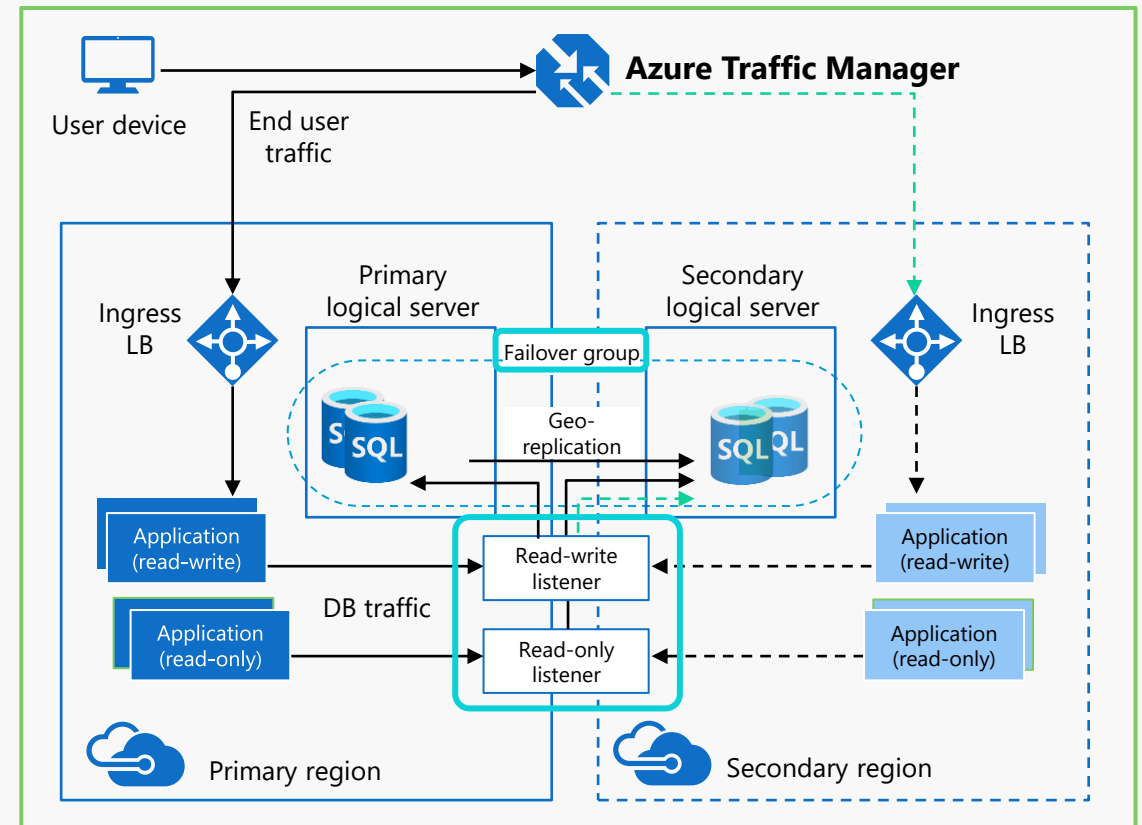 Azure Traffic Manager
User device
End user
traffic
Primary
logical server
Secondary
logical server
Ingress
LB
Ingress
LB
Failover group
Geo-
replication
SQL
SQL
SQL
QL
Application
(read-write)
Read-write
listener
Application
(read-write)
DB traffic
Application
(read-only)
Read-only
listener
Application
(read-only)
Primary region
Secondary region